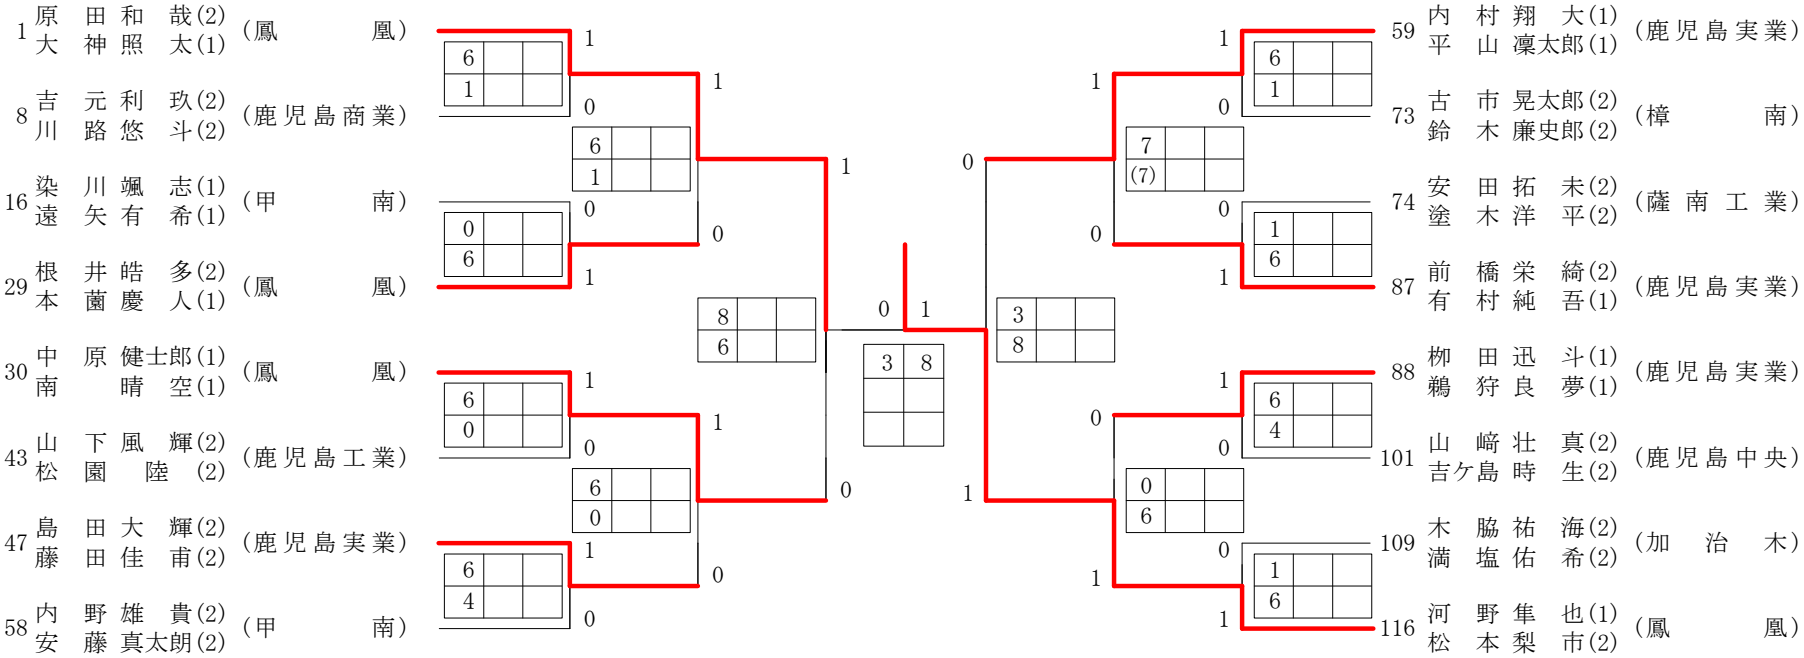 1 原田和哉(2) (鳳凰)
大神照太(1)
8 吉元利玖(2) (鹿児島商業)
川路悠斗(2)
16 染川颯志(1) (甲南)
遠矢有希(1)
29 根井皓多(2) (鳳凰)
本薗慶人(1)
30 中原健士郎(1) (鳳凰)
南晴空(1)
43 山下風輝(2) (鹿児島工業)
松園陸(2)
47 島田大輝(2) (鹿児島実業)
藤田佳甫(2)
58 内野雄貴(2) (甲南)
安藤真太朗(2)
1
6
1
0
0
0
6
1
1
6
0
0
1
6
4
0
1
6
1
0
1
6
0
0
1
8
6
0
0 1
3 8
0
3
8
1
1
7
(7)
0
0
0
6
1
1
6
1
0
0
1
6
1
1
6
4
0
0
1
6
1
59 内村翔大(1) (鹿児島実業)
平山凜太郎(1)
73 古市晃太郎(2) (樟南)
鈴木廉史郎(2)
74 安田拓未(2) (薩南工業)
塗木洋平(2)
87 前橋栄綺(2) (鹿児島実業)
有村純吾(1)
88 栁田迅斗(1) (鹿児島実業)
鵜狩良夢(1)
101 山﨑壮真(2) (鹿児島中央)
吉ケ島時生(2)
109 木脇祐海(2) (加治木)
満塩佑希(2)
116 河野隼也(1) (鳳凰)
松本梨市(2)